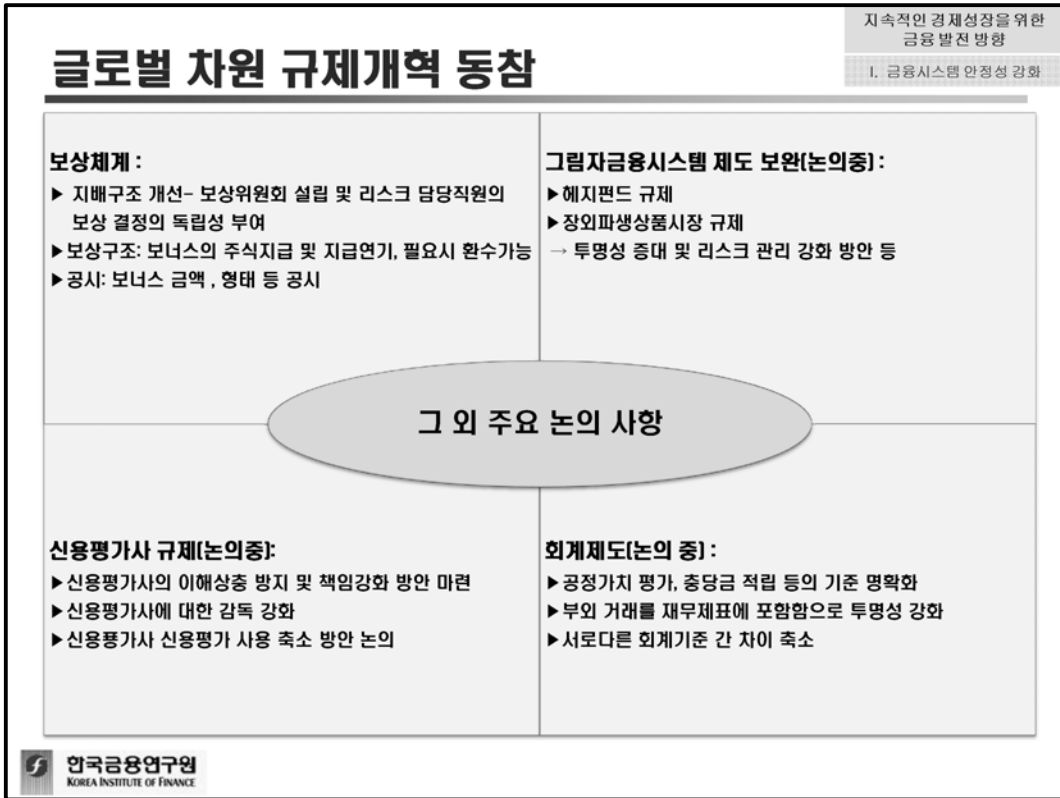 지속적인 경제성장을 위한
금융 발전 방향
I. 금융시스템 안정성 강화
글로벌 차원 규제개혁 동참
보상체계 :
▶ 지배구조 개선- 보상위원회 설립 및 리스크 담당직원의
보상 결정의 독립성 부여
▶보상구조: 보너스의 주식지급 및 지급연기, 필요시 환수가능
▶공시: 보너스 금액 , 형태 등 공시
그림자금융시스템 제도 보완(논의중) :
▶헤지펀드 규제
▶장외파생상품시장 규제
→ 투명성 증대 및 리스크 관리 강화 방안 등
그 외 주요 논의 사항
신용평가사 규제(논의중):
▶신용평가사의 이해상충 방지 및 책임강화 방안 마련
▶신용평가사에 대한 감독 강화
▶신용푱가사 신용평가 사용 축소 방안 논의
회계제도(논의 중) :
▶공정가치 평가, 충당금 적립 등의 기준 명확화
▶부외 거래를 재무제표에 포함함으로 투명성 강화
▶서로다른 회계기준 간 차이 축소
한국금융연구원
KOREA INSTITUTE OF FINANCE